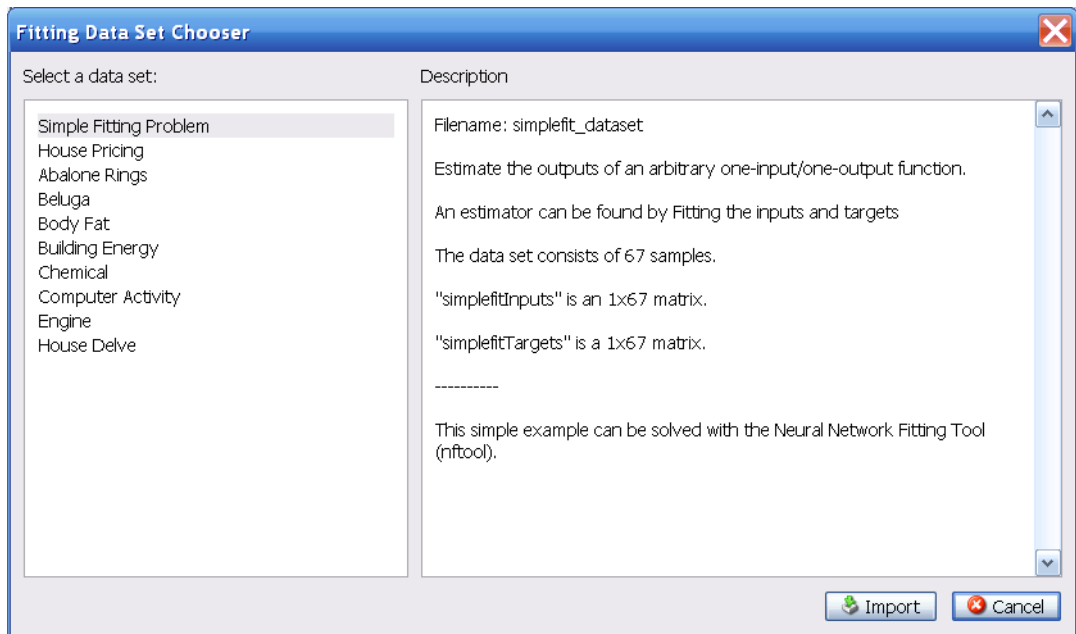 Fitting Data Set Chooser
Select a data set:
Simple Fitting Problem
House Pricing
Abalone Rings
Beluga
Body Fat
Building Energy
Chemical
Computer Activity
Engine
House Delve
Description
Filename: simplefit_dataset
Estimate the outputs of an arbitrary one-input/one-output function.
An estimator can be found by Fitting the inputs and targets
The data set consists of 67 samples.
"simplefitInputs" is an 1x67 matrix.
"simplefitTargets" is a 1x67 matrix.
----------
This simple example can be solved with the Neural Network Fitting Tool
(nftool).
Import
Cancel